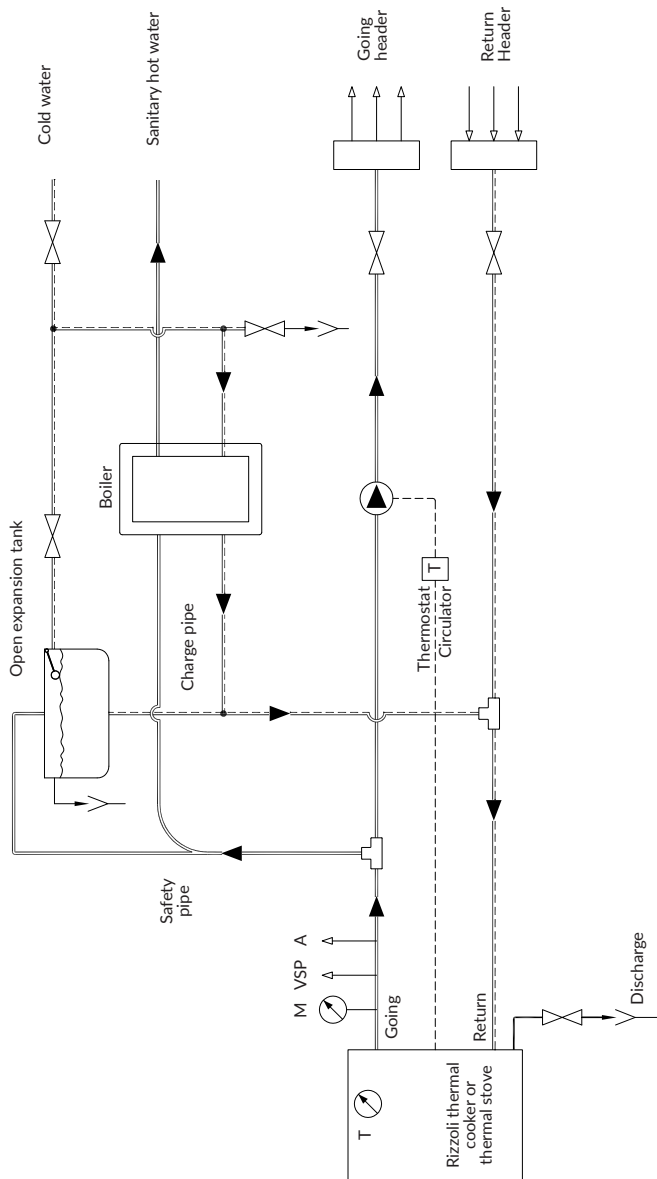 Cold water
Sanitary hot water
Going
header
Return
Header
Open expansion tank
Boiler
Charge pipe
Thermostat
Circulator
T
Safety
pipe
M
VSP
A
Going
Return
Discharge
T
Rizzoli thermal
cooker or
thermal stove